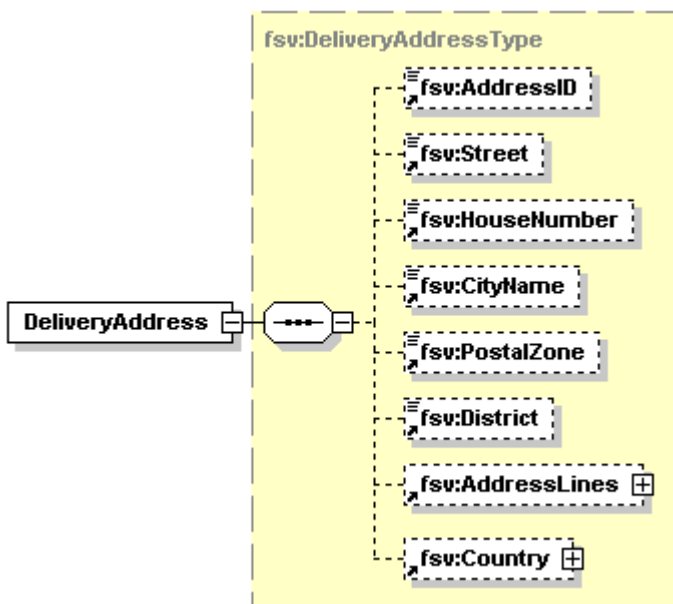 fsv:DeliveryAddressType
fsv:AddressID
fsv:Street
fsv:HouseNumber
fsv:CityName
DeliveryAddress
fsv:PostalZone
fsv:District
fsv:AddressLines
fsv:Country